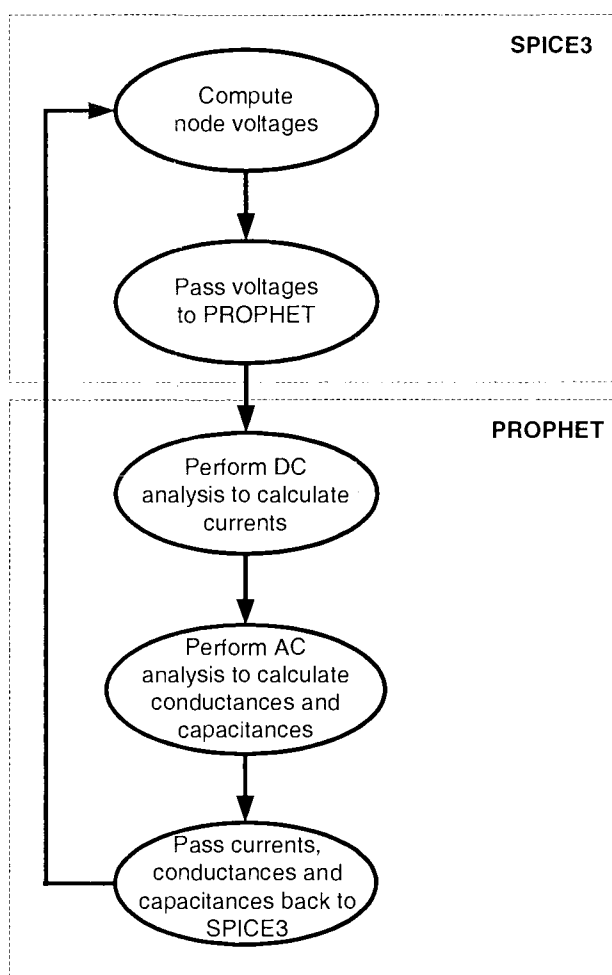 SPICE3
Compute
node voltages
Pass voltages
to PROPHET
PROPHET
Perform DC
analysis to calculate
currents
Perform AC
analysis to calculate
conductances and
capacitances
Pass currents,
conductances and
capacitances back to
SPICE3